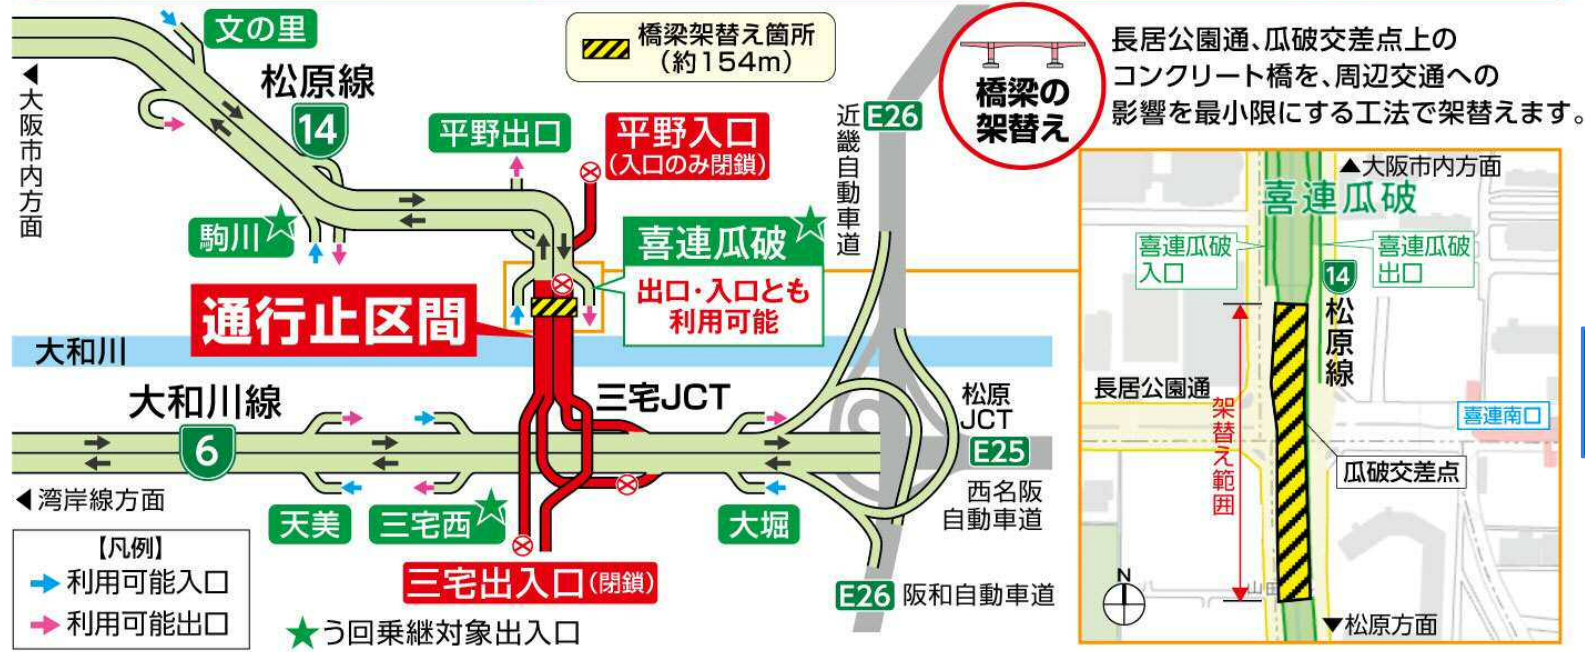 文の里
橋梁架替え箇所
(約154m)
橋梁の
架替え
長居公園通、瓜破交差点上の
コンクリート橋を、周辺交通への
影響を最小限にする工法で架替えます。
◀大阪市内方面
松原線
14
平野出口
平野入口
(入口のみ閉鎖)
近畿自動車道
E26
駒川★
喜連瓜破★
出口・入口とも
利用可能
通行止区間
大和川
大和川線
6
三宅JCT
松原
JCT
E25
西名阪
自動車道
◀湾岸線方面
天美
三宅西★
大堀
三宅出入口(閉鎖)
E26 阪和自動車道
【凡例】
➡利用可能入口
➡利用可能出口
★う回乗継対象出入口
▲大阪市内方面
喜連瓜破
喜連瓜破
入口
喜連瓜破
出口
14
松原線
長居公園通
架替え範囲
喜連南口
瓜破交差点
N
▼松原方面